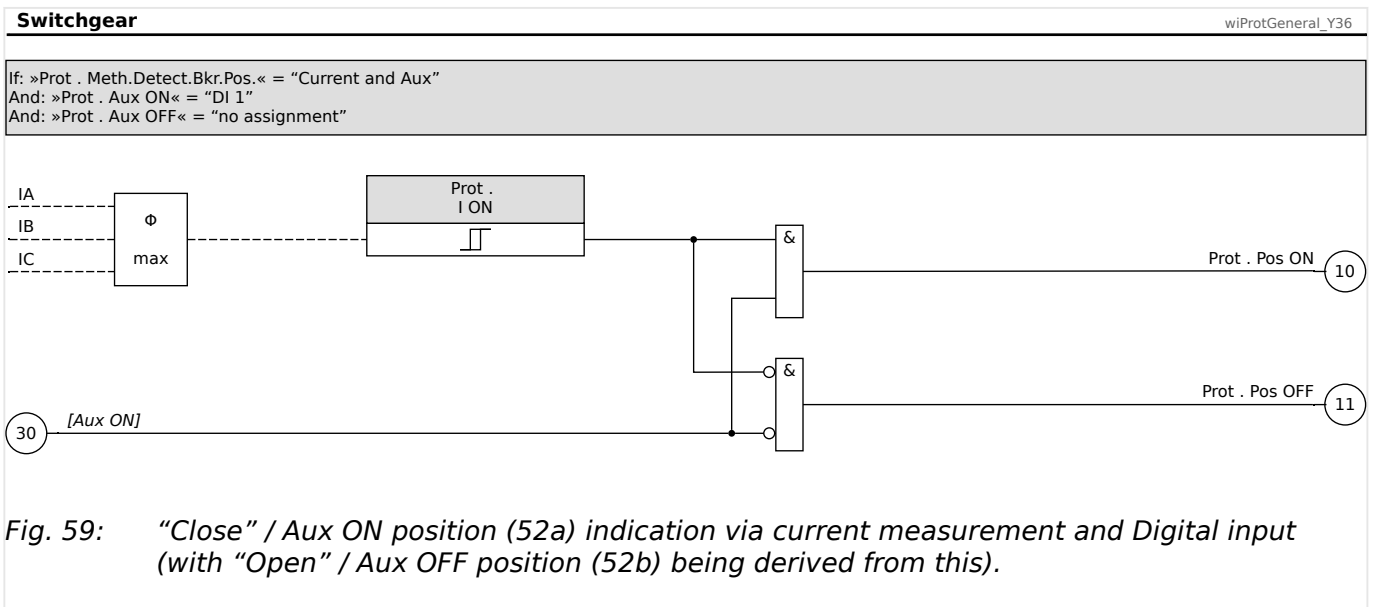 Switchgear
wiProtGeneral_Y36
If: »Prot . Meth.Detect.Bkr.Pos.« = “Current and Aux”
And: »Prot . Aux ON« = “DI 1”
And: »Prot . Aux OFF« = “no assignment”
IA
IB
IC
Φ
max
Prot .
I ON
&
Prot . Pos ON
10
&
Prot . Pos OFF
11
30
[Aux ON]
Fig. 59: “Close” / Aux ON position (52a) indication via current measurement and Digital input
(with “Open” / Aux OFF position (52b) being derived from this).